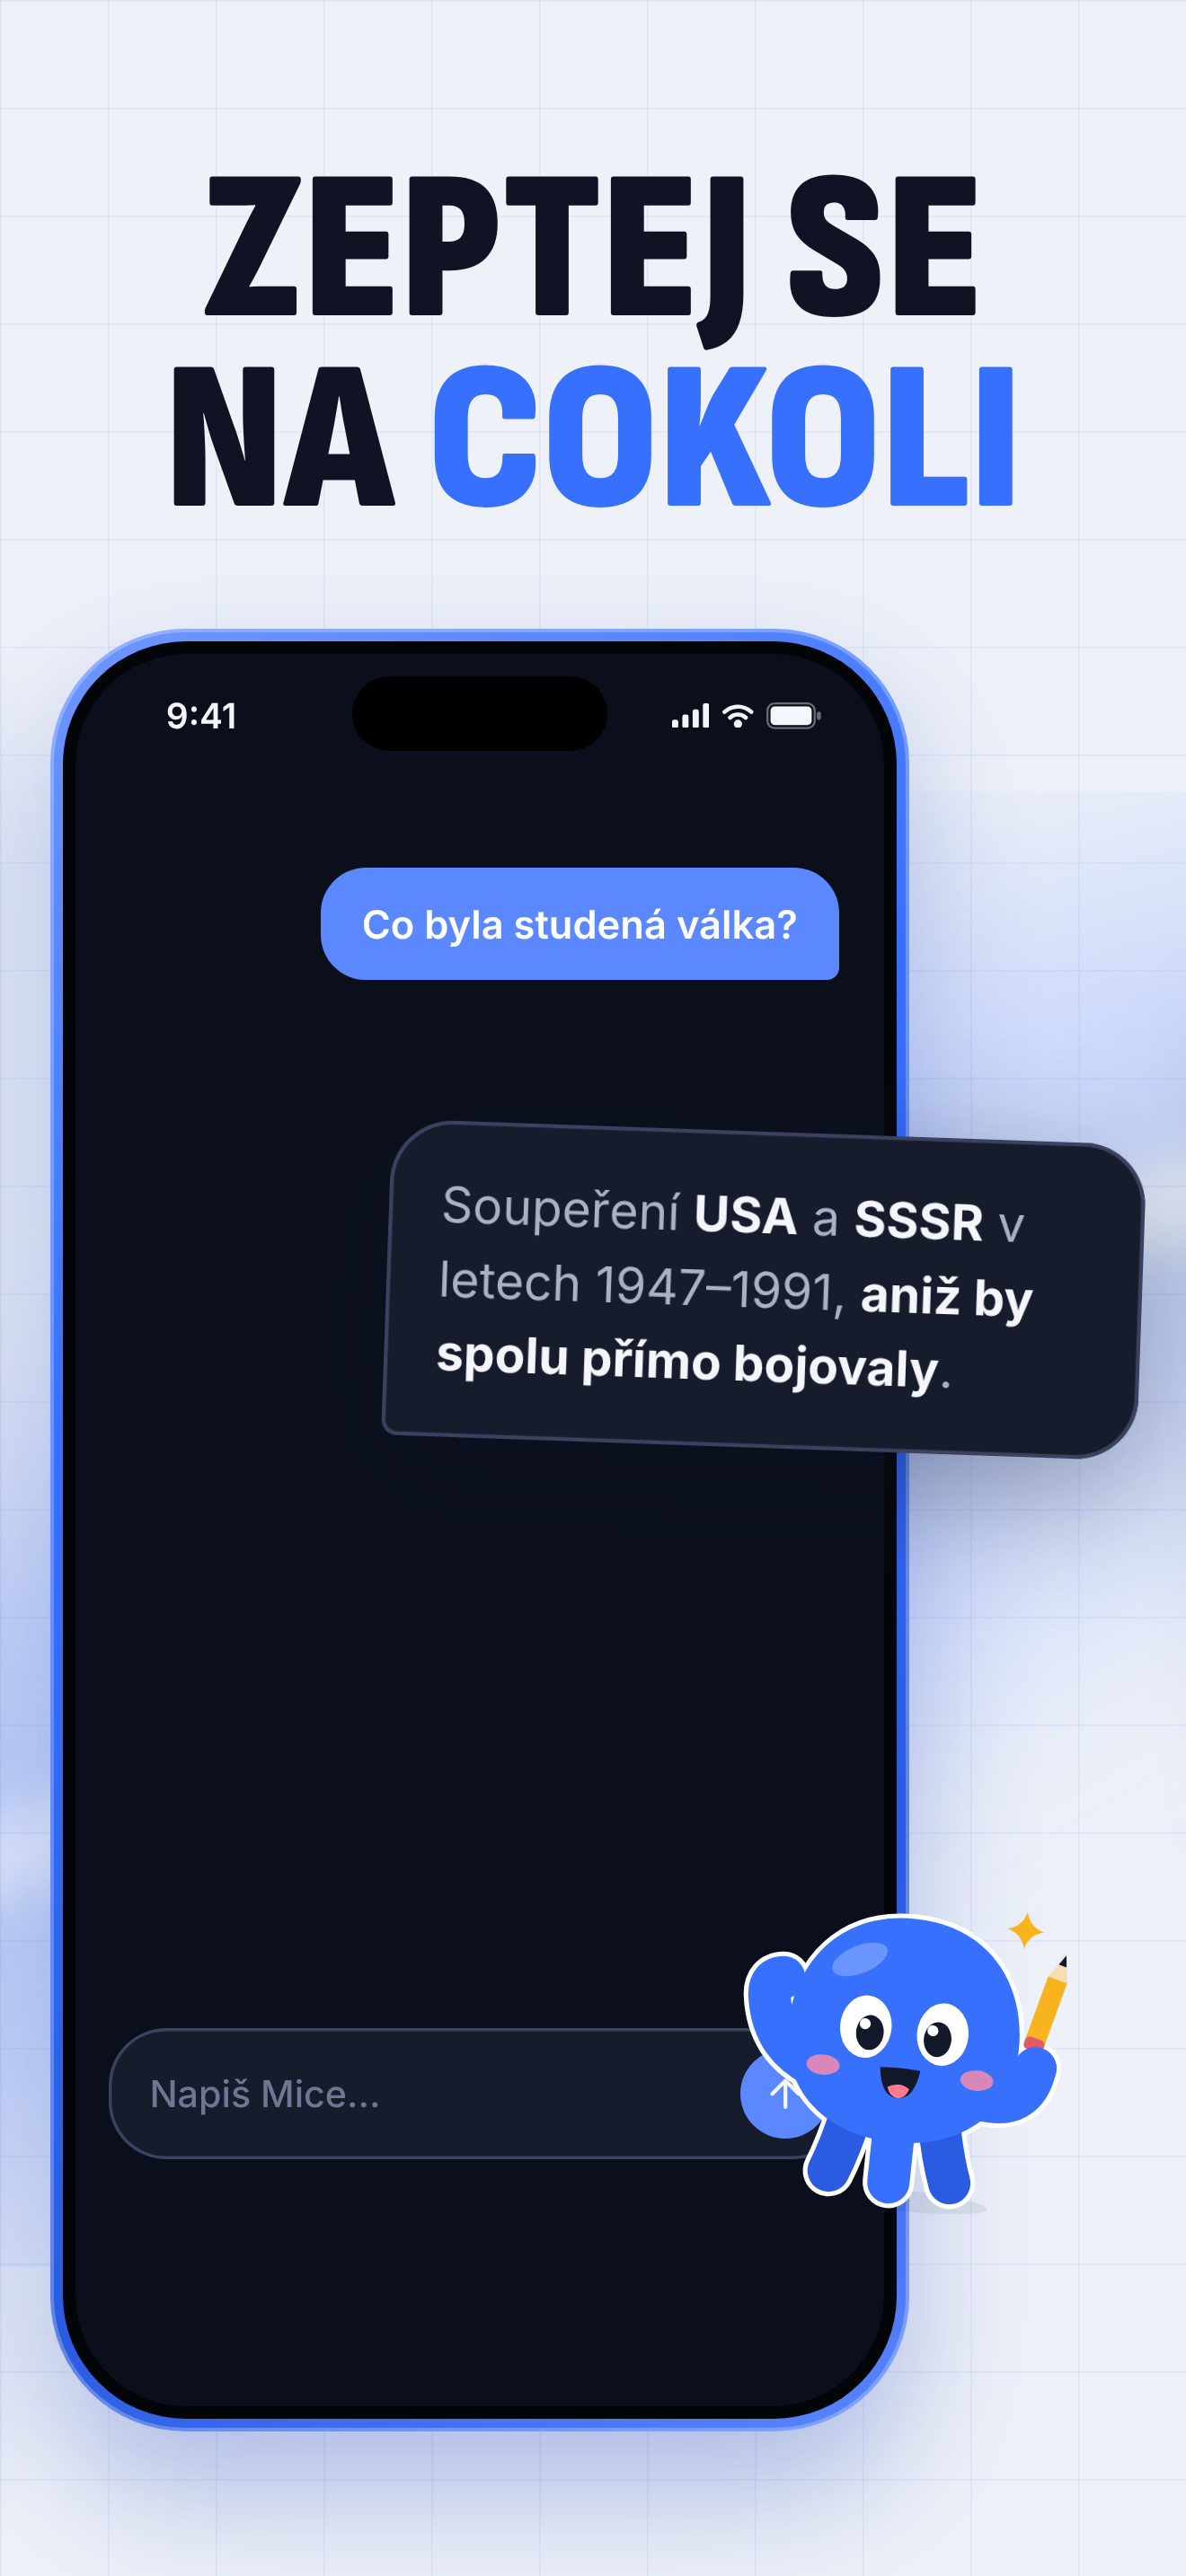 ZEPTEJ SE
NA COKOLI
9:41
Co byla studená válka?
Soupeření USA a SSSR v
letech 1947–1991, aniž by
spolu přímo bojovaly.
Napiš Mice...